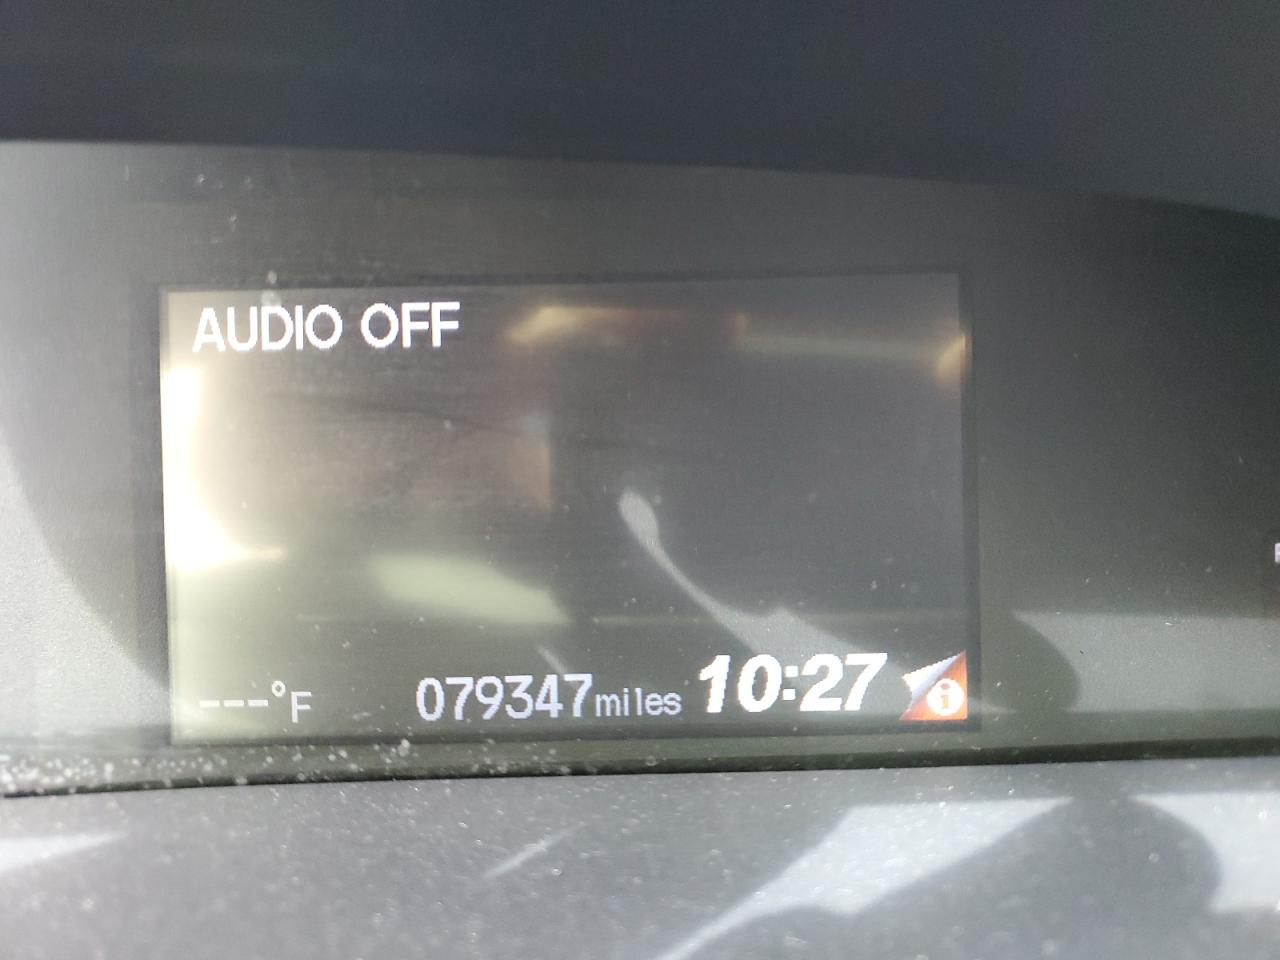 AUDIO OFF
---°F 079347miles 10:27 i